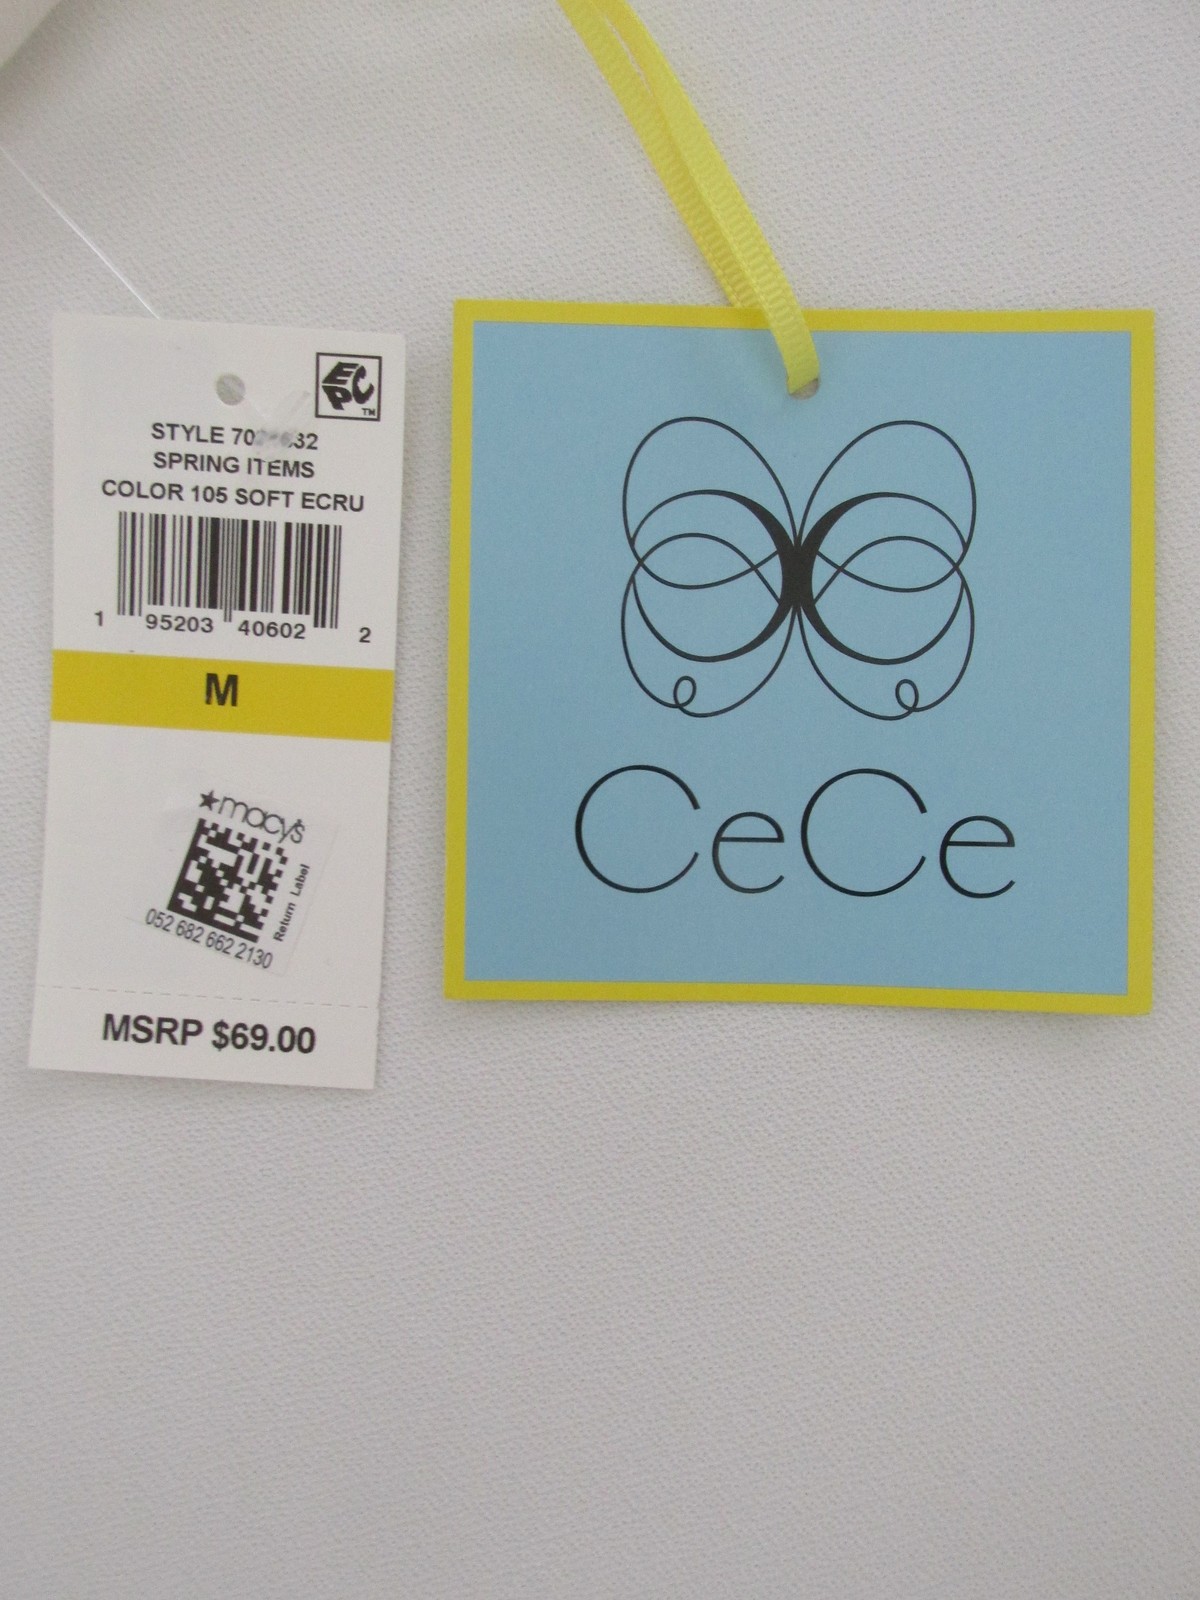 EPC TM
STYLE
SPRING ITEMS
COLOR 105 SOFT ECRU
1 95203 40602 2
M
macy's
Return Label
052 682 662 2130
MSRP $69.00
CeCe